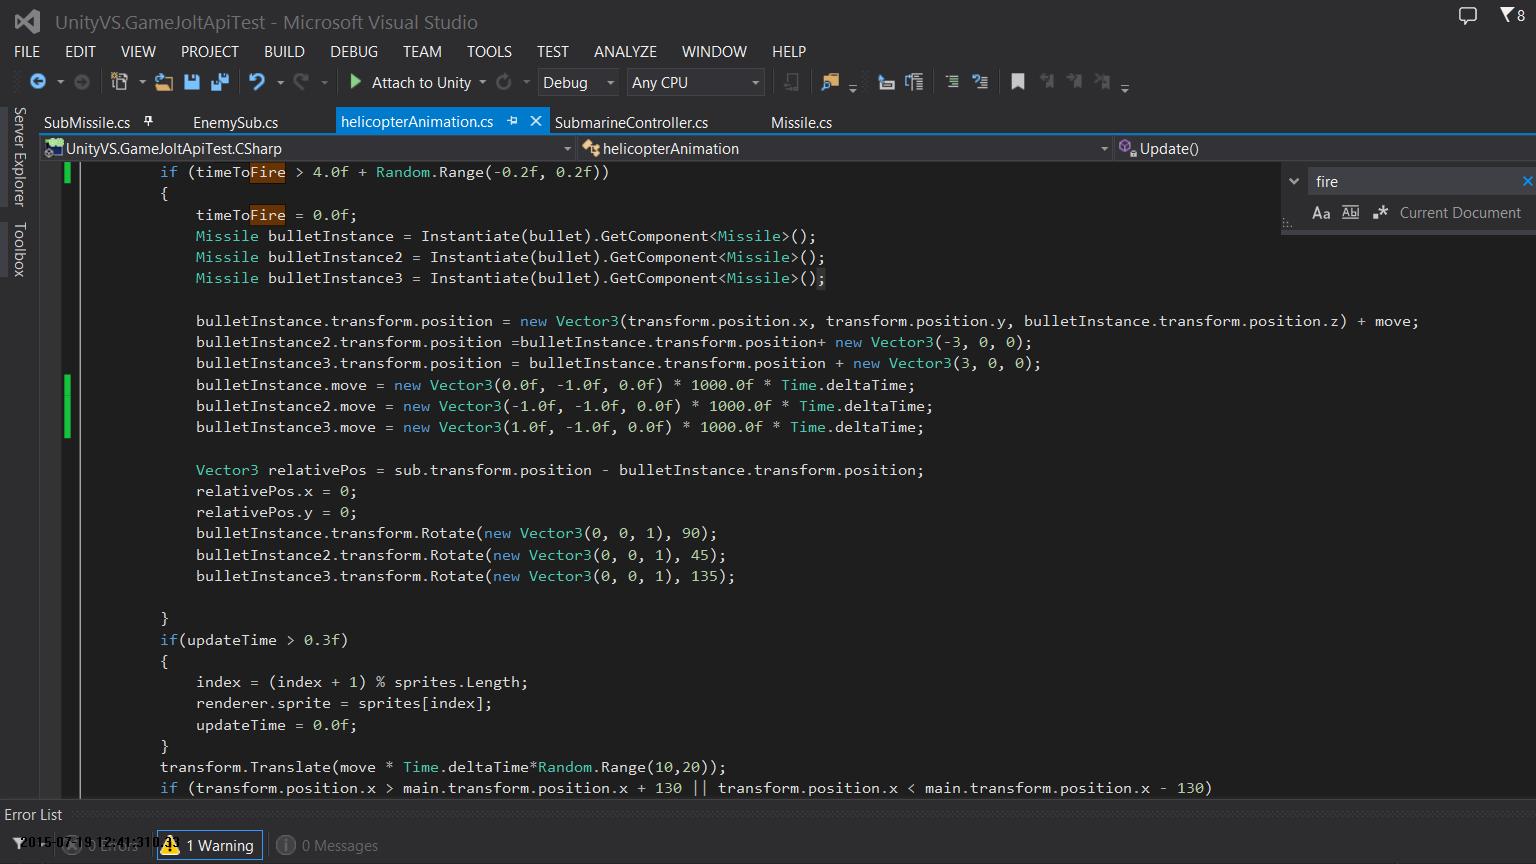 UnityVS.GameJoltApiTest - Microsoft Visual Studio
8
FILE EDIT VIEW PROJECT BUILD DEBUG TEAM TOOLS TEST ANALYZE WINDOW HELP
Attach to Unity Debug Any CPU
Server Explorer
Toolbox
SubMissile.cs EnemySub.cs helicopterAnimation.cs SubmarineController.cs Missile.cs
UnityVS.GameJoltApiTest.CSharp helicopterAnimation Update()
fire
Aa Abl .* Current Document
if (timeToFire > 4.0f + Random.Range(-0.2f, 0.2f))
{
timeToFire = 0.0f;
Missile bulletInstance = Instantiate(bullet).GetComponent<Missile>();
Missile bulletInstance2 = Instantiate(bullet).GetComponent<Missile>();
Missile bulletInstance3 = Instantiate(bullet).GetComponent<Missile>();
bulletInstance.transform.position = new Vector3(transform.position.x, transform.position.y, bulletInstance.transform.position.z) + move;
bulletInstance2.transform.position =bulletInstance.transform.position+ new Vector3(-3, 0, 0);
bulletInstance3.transform.position = bulletInstance.transform.position + new Vector3(3, 0, 0);
bulletInstance.move = new Vector3(0.0f, -1.0f, 0.0f) * 1000.0f * Time.deltaTime;
bulletInstance2.move = new Vector3(-1.0f, -1.0f, 0.0f) * 1000.0f * Time.deltaTime;
bulletInstance3.move = new Vector3(1.0f, -1.0f, 0.0f) * 1000.0f * Time.deltaTime;
Vector3 relativePos = sub.transform.position - bulletInstance.transform.position;
relativePos.x = 0;
relativePos.y = 0;
bulletInstance.transform.Rotate(new Vector3(0, 0, 1), 90);
bulletInstance2.transform.Rotate(new Vector3(0, 0, 1), 45);
bulletInstance3.transform.Rotate(new Vector3(0, 0, 1), 135);
}
if(updateTime > 0.3f)
{
index = (index + 1) % sprites.Length;
renderer.sprite = sprites[index];
updateTime = 0.0f;
}
transform.Translate(move * Time.deltaTime*Random.Range(10,20));
if (transform.position.x > main.transform.position.x + 130 || transform.position.x < main.transform.position.x - 130)
Error List
0 Errors 1 Warning 0 Messages